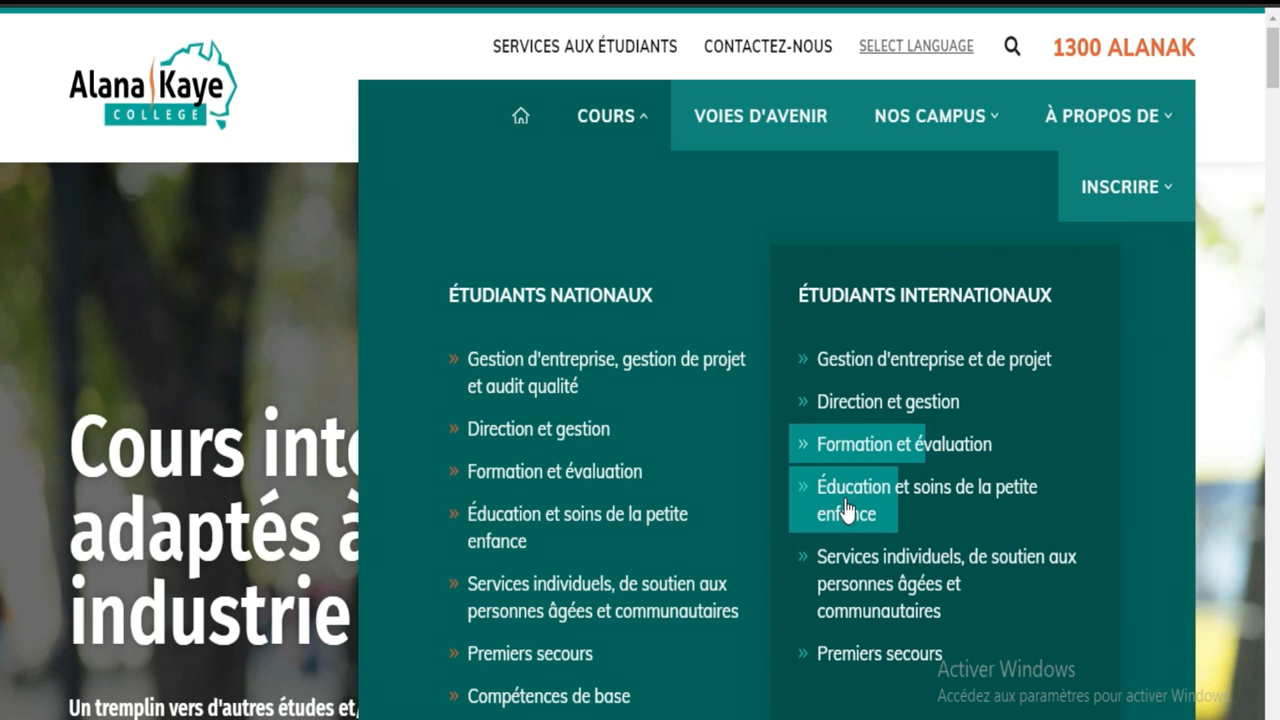 SERVICES AUX ÉTUDIANTS CONTACTEZ-NOUS SELECT LANGUAGE 1300 ALANAK
Alana Kaye
COLLEGE
COURS VOIES D'AVENIR NOS CAMPUS À PROPOS DE
INSCRIRE
ÉTUDIANTS NATIONAUX
Gestion d'entreprise, gestion de projet
et audit qualité
Direction et gestion
Formation et évaluation
Éducation et soins de la petite
enfance
Services individuels, de soutien aux
personnes âgées et communautaires
Premiers secours
Compétences de base
ÉTUDIANTS INTERNATIONAUX
Gestion d'entreprise et de projet
Direction et gestion
Formation et évaluation
Éducation et soins de la petite
enfance
Services individuels, de soutien aux
personnes âgées et
communautaires
Premiers secours
Cours
adaptés à
industrie
Un tremplin vers d'autres études et
Activer Windows
Accédez aux paramètres pour activer Windows.